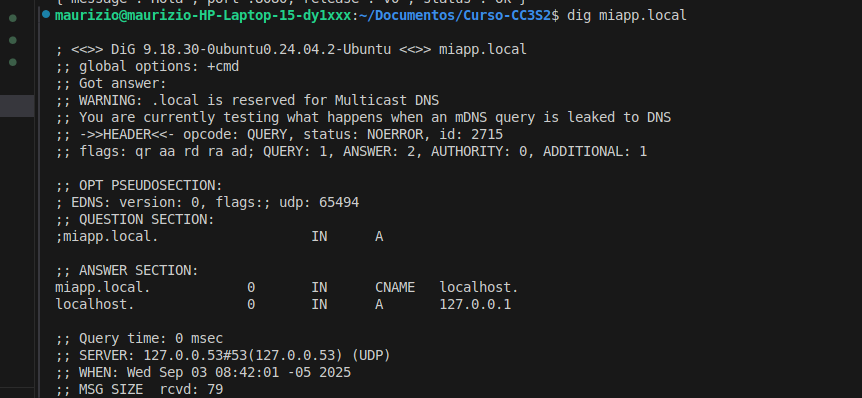 maurizio@maurizio-HP-Laptop-15-dy1xxx:~/Documentos/Curso-CC3S2$ dig miapp.local

; <<>> DiG 9.18.30-0ubuntu0.24.04.2-Ubuntu <<>> miapp.local
;; global options: +cmd
;; Got answer:
;; WARNING: .local is reserved for Multicast DNS
;; You are currently testing what happens when an mDNS query is leaked to DNS
;; ->>HEADER<<- opcode: QUERY, status: NOERROR, id: 2715
;; flags: qr aa rd ra ad; QUERY: 1, ANSWER: 2, AUTHORITY: 0, ADDITIONAL: 1

;; OPT PSEUDOSECTION:
; EDNS: version: 0, flags:; udp: 65494
;; QUESTION SECTION:
;miapp.local. IN A

;; ANSWER SECTION:
miapp.local. 0 IN CNAME localhost.
localhost. 0 IN A 127.0.0.1

;; Query time: 0 msec
;; SERVER: 127.0.0.53#53(127.0.0.53) (UDP)
;; WHEN: Wed Sep 03 08:42:01 -05 2025
;; MSG SIZE rcvd: 79